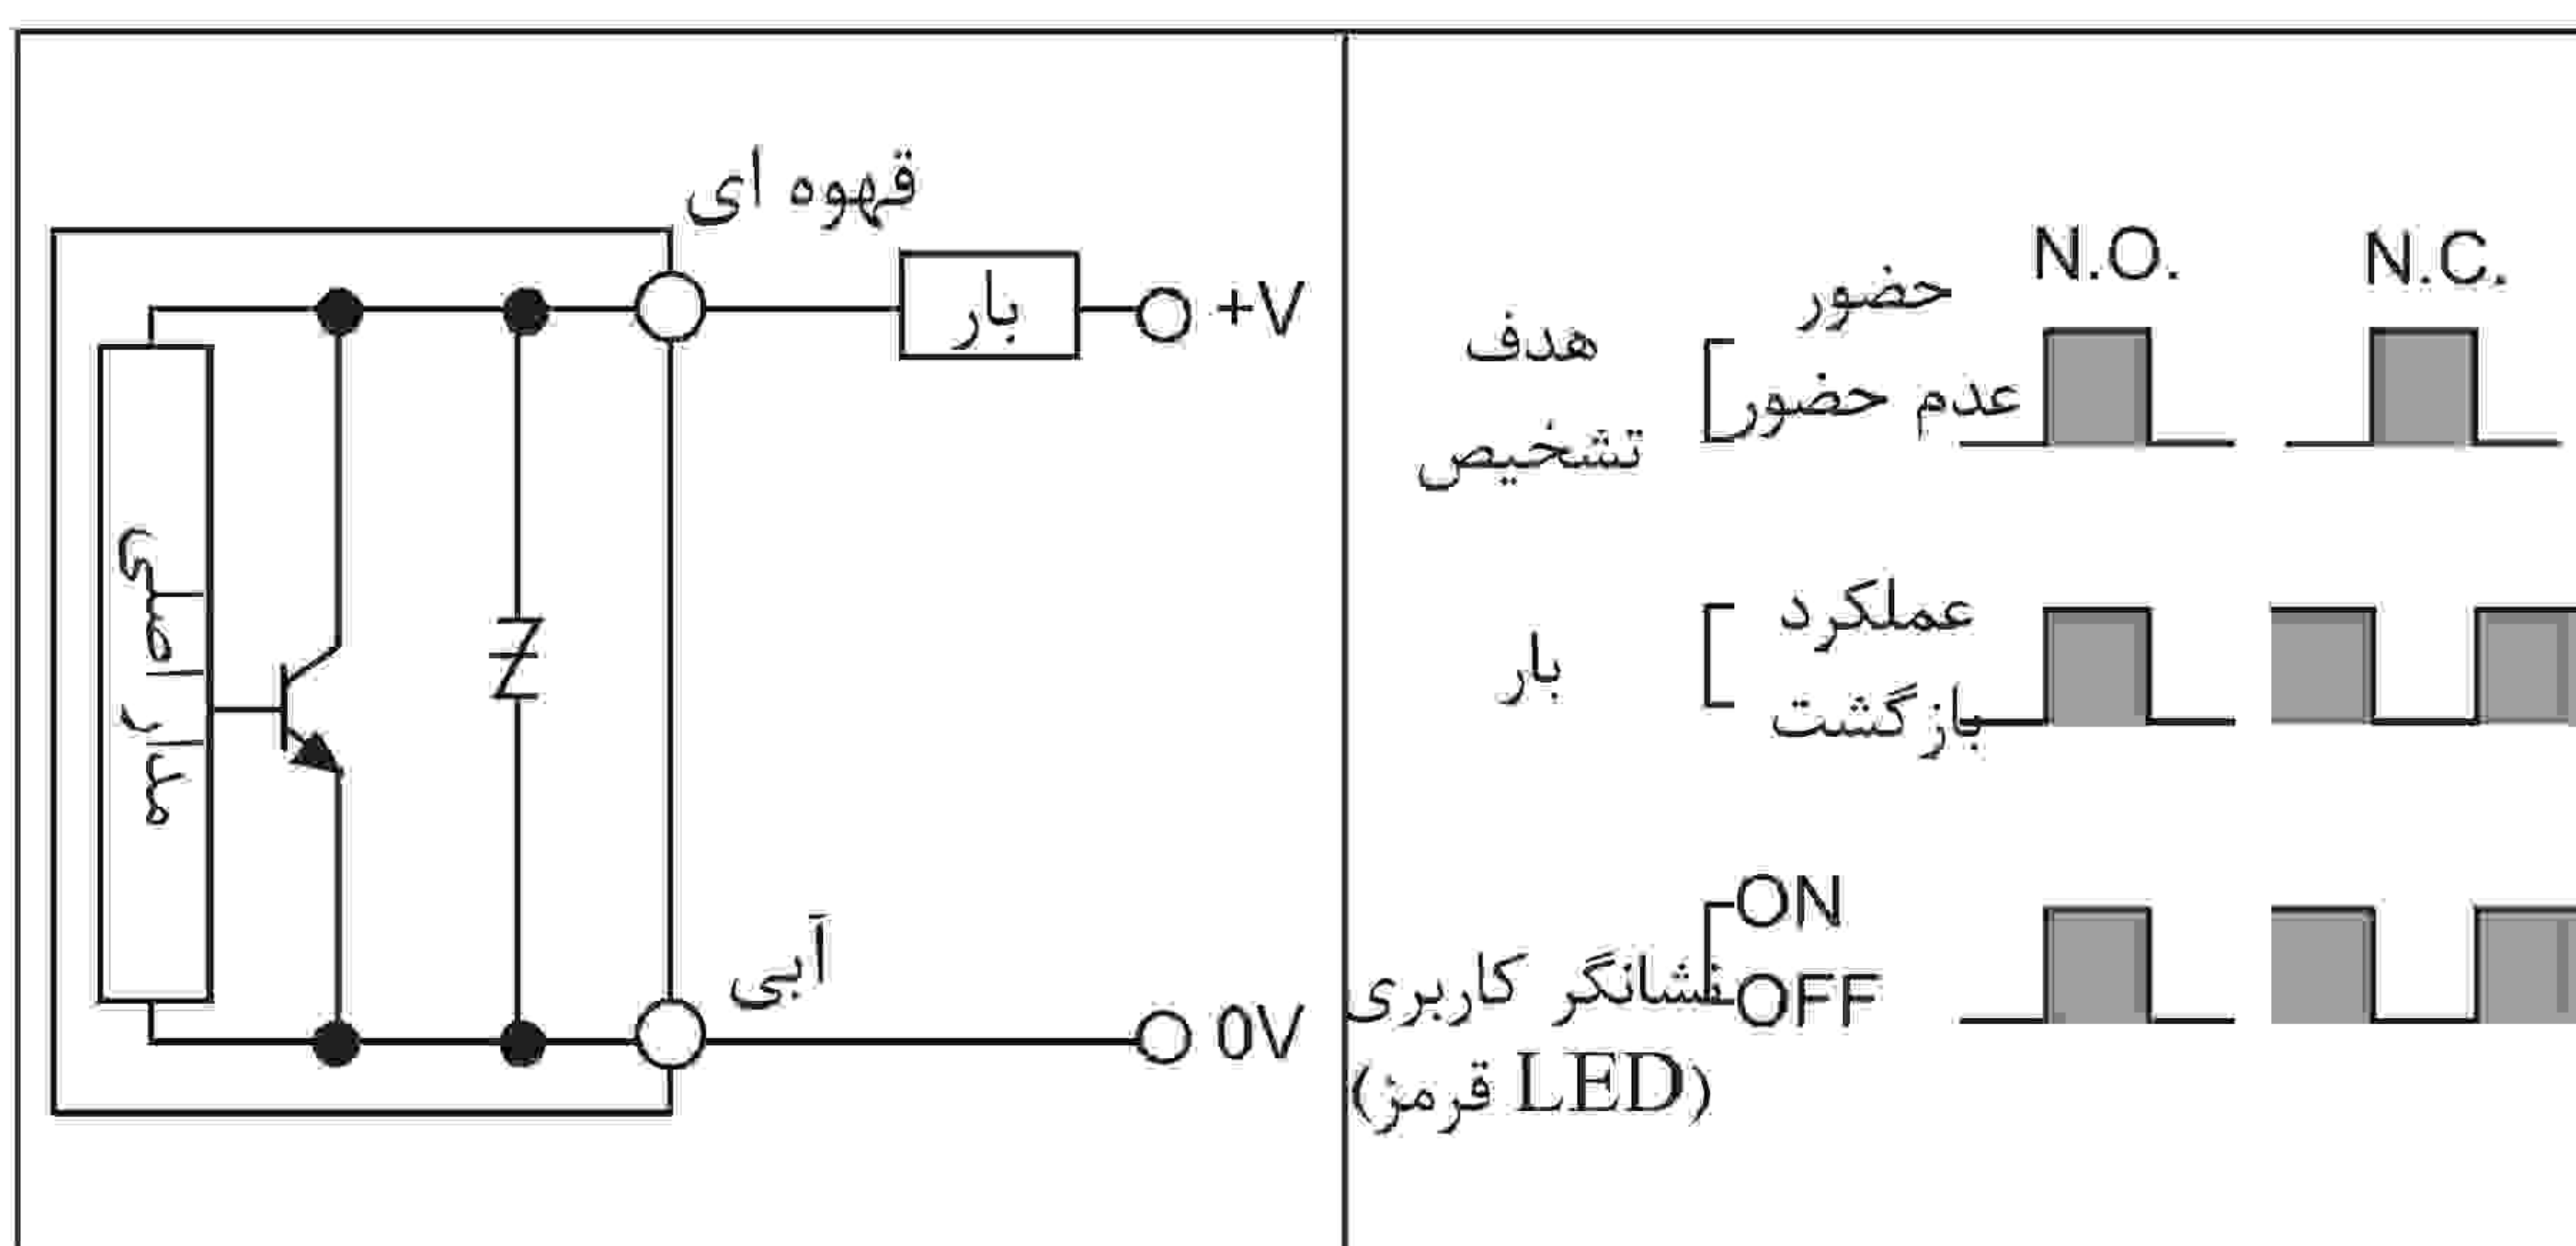 قهوه ای
بار
+V
مدار اصلی
آبی
0V
N.O.
N.C.
هدف
تشخیص
حضور
عدم حضور
بار
عملکرد
بازگشت
نشانگر کاربری
(LED قرمز)
ON
OFF